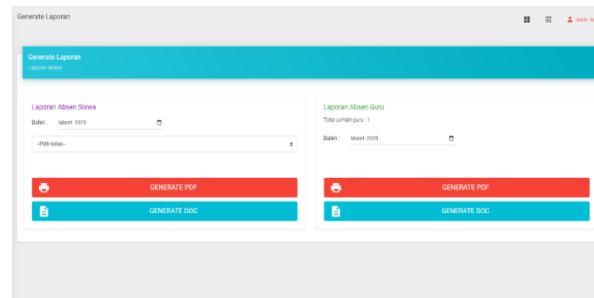 Generate Laporan
Generate Laporan
Laporan absen
Laporan Absen Siswa
Bulan :
Maret 2025
--Pilih kelas--
GENERATE PDF
GENERATE DOC
Laporan Absen Guru
Total jumlah guru : 1
Bulan :
Maret 2025
GENERATE PDF
GENERATE DOC